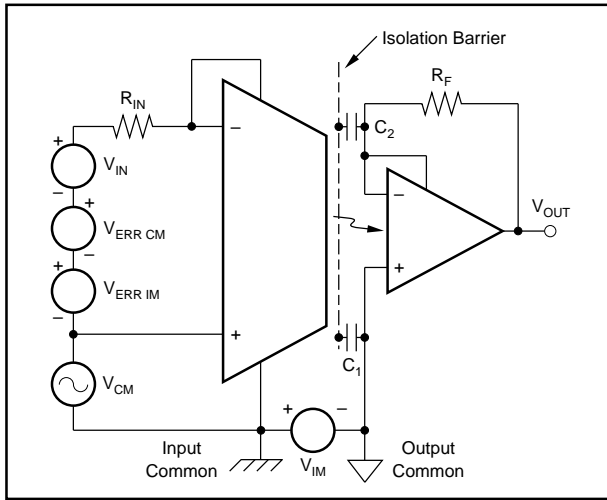 Isolation Barrier
R_IN
R_F
C_2
−
+
V_IN
−
−
V_OUT
+
V_ERR CM
−
+
+
V_ERR IM
−
+
C_1
V_CM
+
−
Input
Common
V_IM
Output
Common